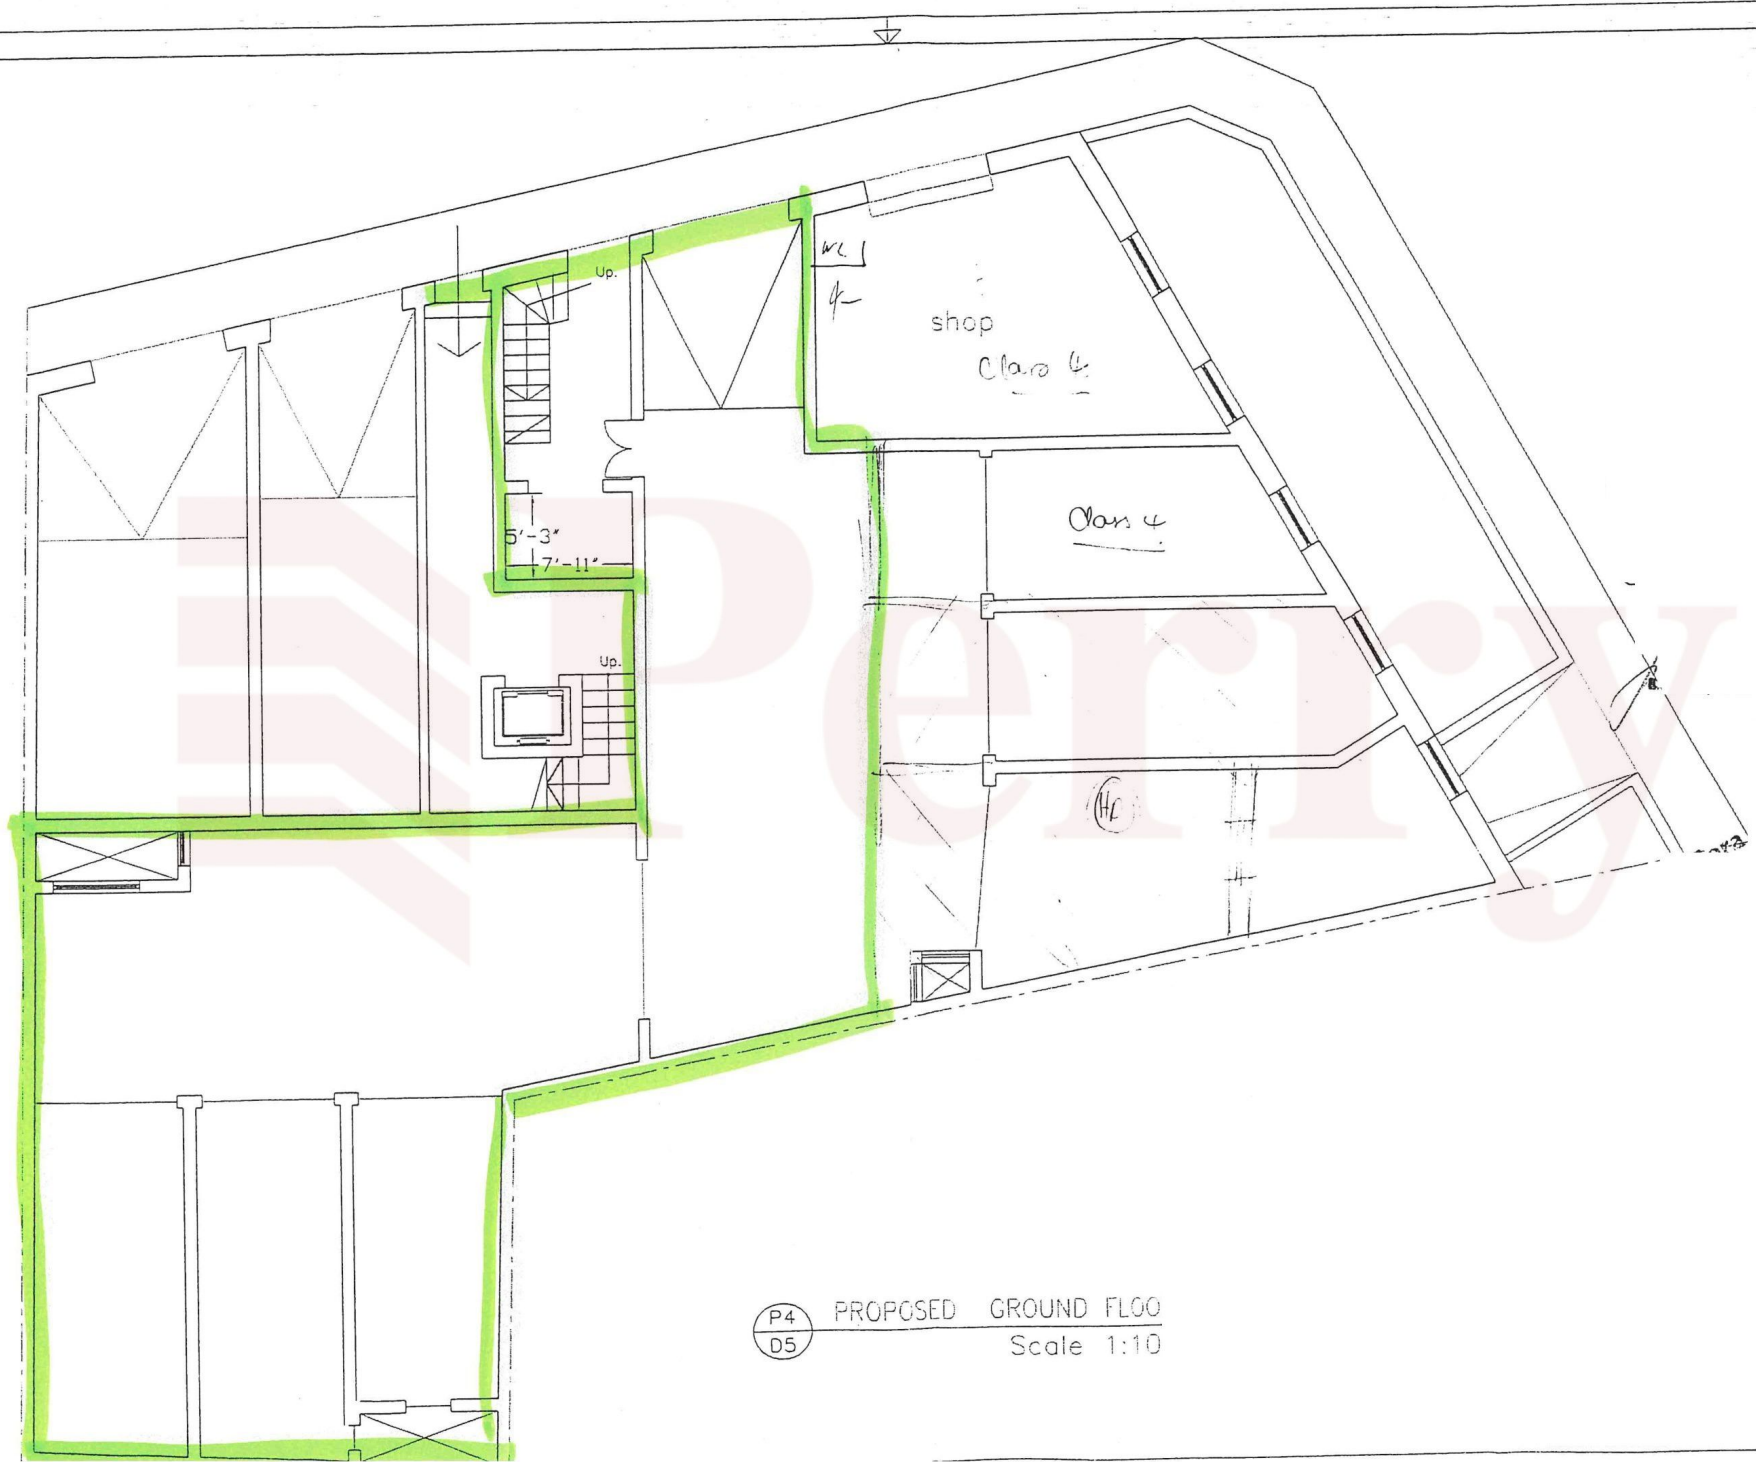 Up.
WC
shop
Class 4
5'-3"
7'-11"
Class 4
Up.
Perry
P4
D5
PROPOSED GROUND FLOO
Scale 1:10